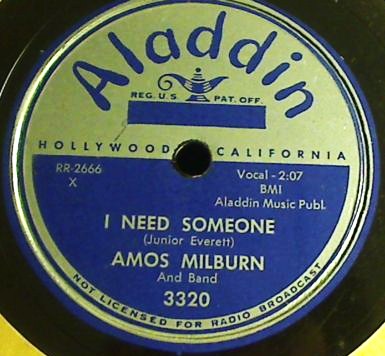 Aladdin
REG. U.S. PAT. OFF.
HOLLYWOOD CALIFORNIA
RR-2666
X
Vocal - 2:07
BMI
Aladdin Music Publ.
I NEED SOMEONE
(Junior Everett)
AMOS MILBURN
And Band
3320
NOT LICENSED FOR RADIO BROADCAST